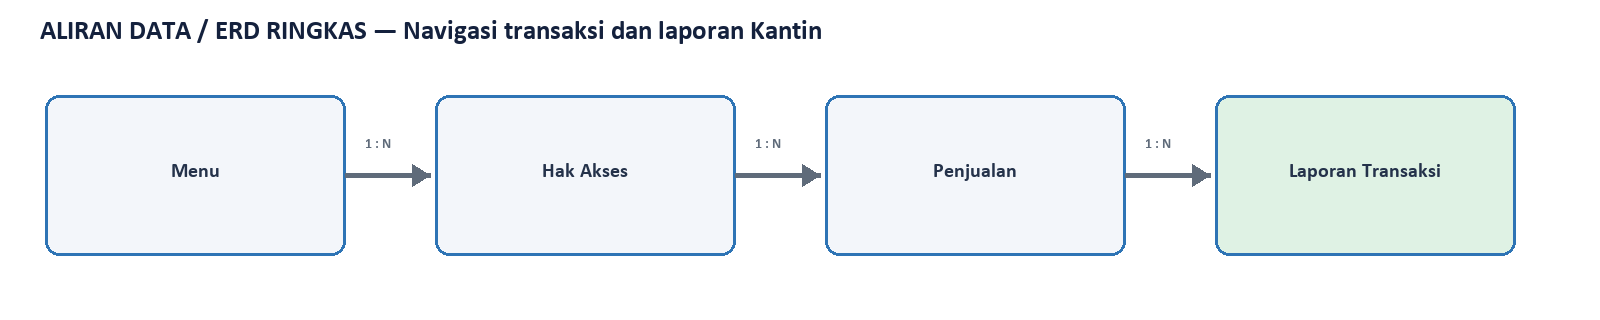 ALIRAN DATA / ERD RINGKAS — Navigasi transaksi dan laporan Kantin
Menu
1 : N
Hak Akses
1 : N
Penjualan
1 : N
Laporan Transaksi